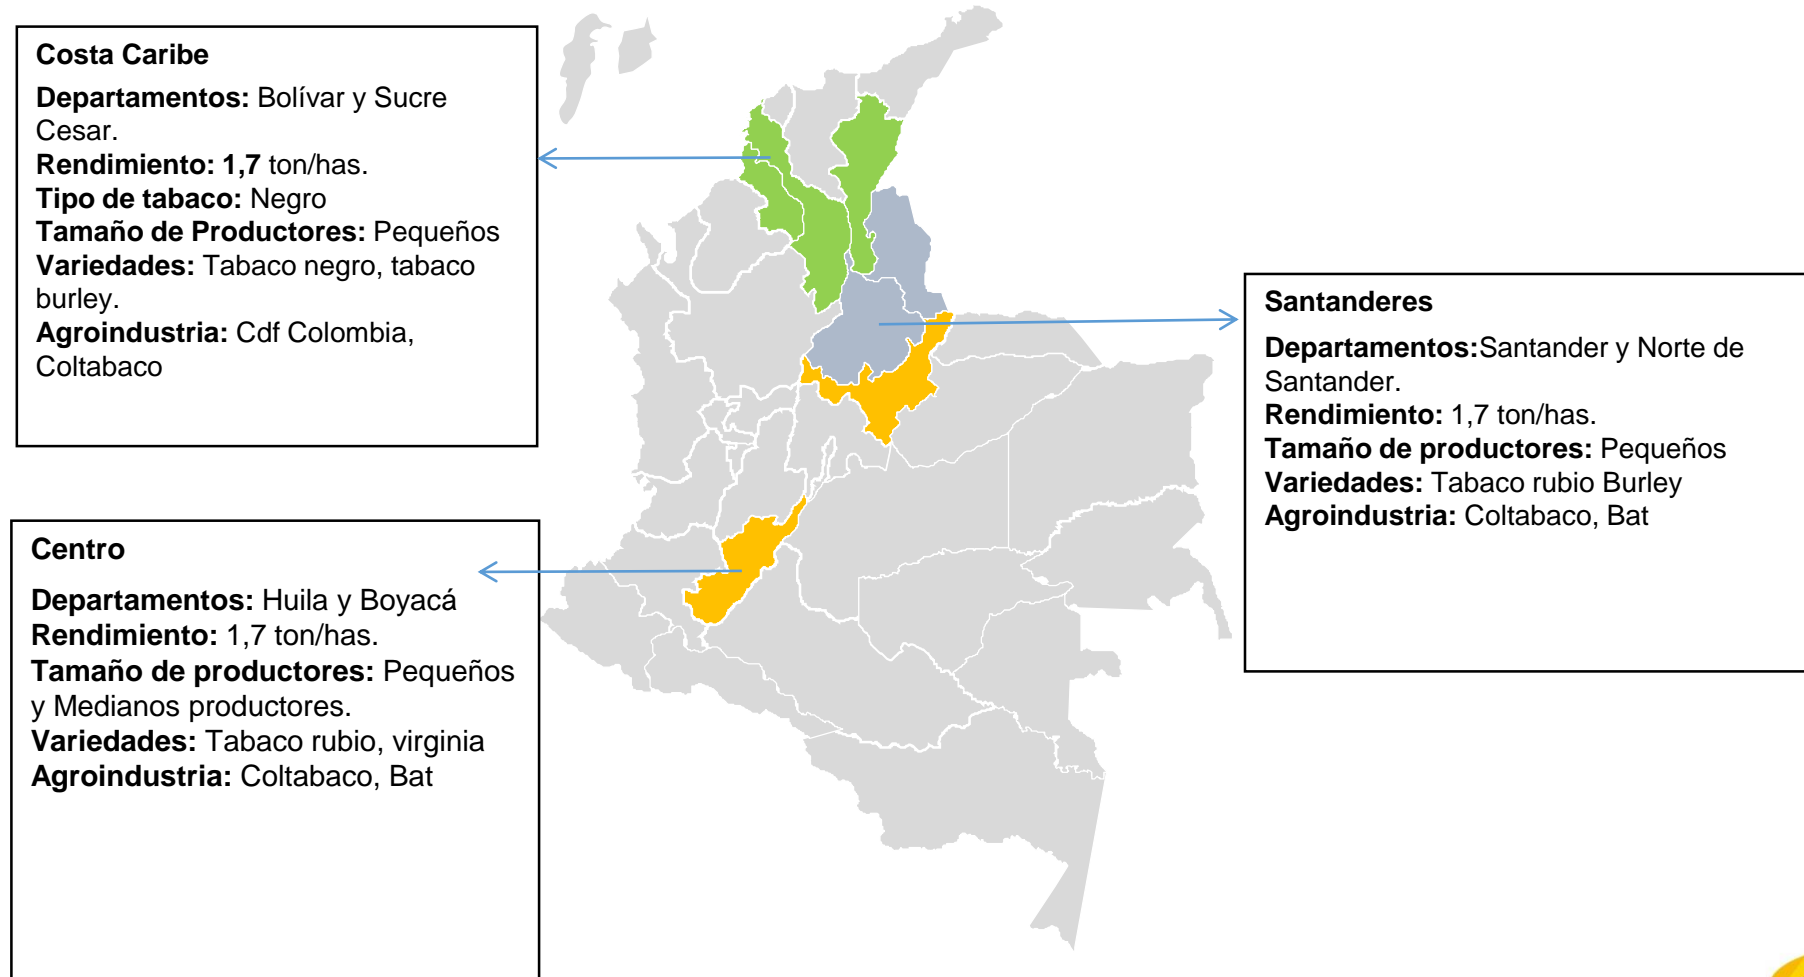 Costa Caribe
Departamentos: Bolívar y Sucre
Cesar.
Rendimiento: 1,7 ton/has.
Tipo de tabaco: Negro
Tamaño de Productores: Pequeños
Variedades: Tabaco negro, tabaco
burley.
Agroindustria: Cdf Colombia,
Coltabaco
Santanderes
Departamentos:Santander y Norte de
Santander.
Rendimiento: 1,7 ton/has.
Tamaño de productores: Pequeños
Variedades: Tabaco rubio Burley
Agroindustria: Coltabaco, Bat
Centro
Departamentos: Huila y Boyacá
Rendimiento: 1,7 ton/has.
Tamaño de productores: Pequeños
y Medianos productores.
Variedades: Tabaco rubio, virginia
Agroindustria: Coltabaco, Bat